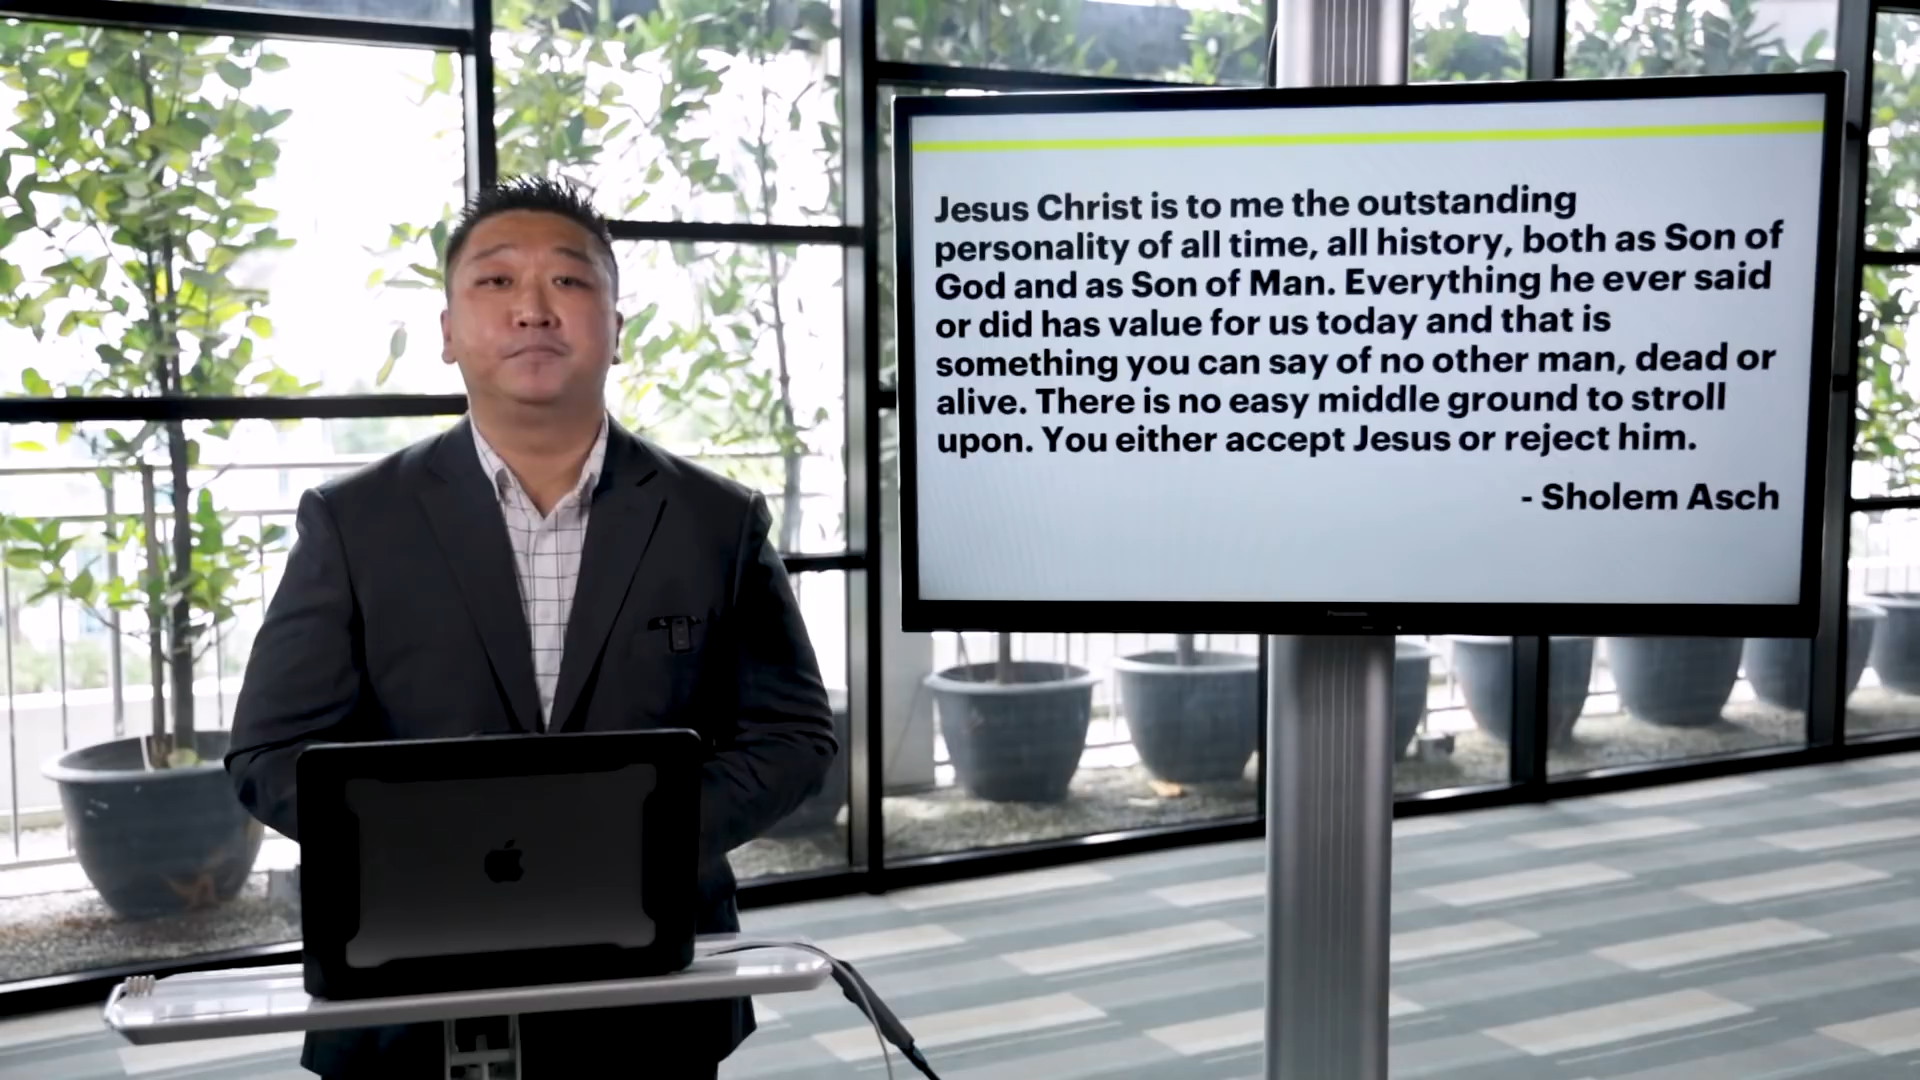 Jesus Christ is to me the outstanding
personality of all time, all history, both as Son of
God and as Son of Man. Everything he ever said
or did has value for us today and that is
something you can say of no other man, dead or
alive. There is no easy middle ground to stroll
upon. You either accept Jesus or reject him.
- Sholem Asch
Panasonic